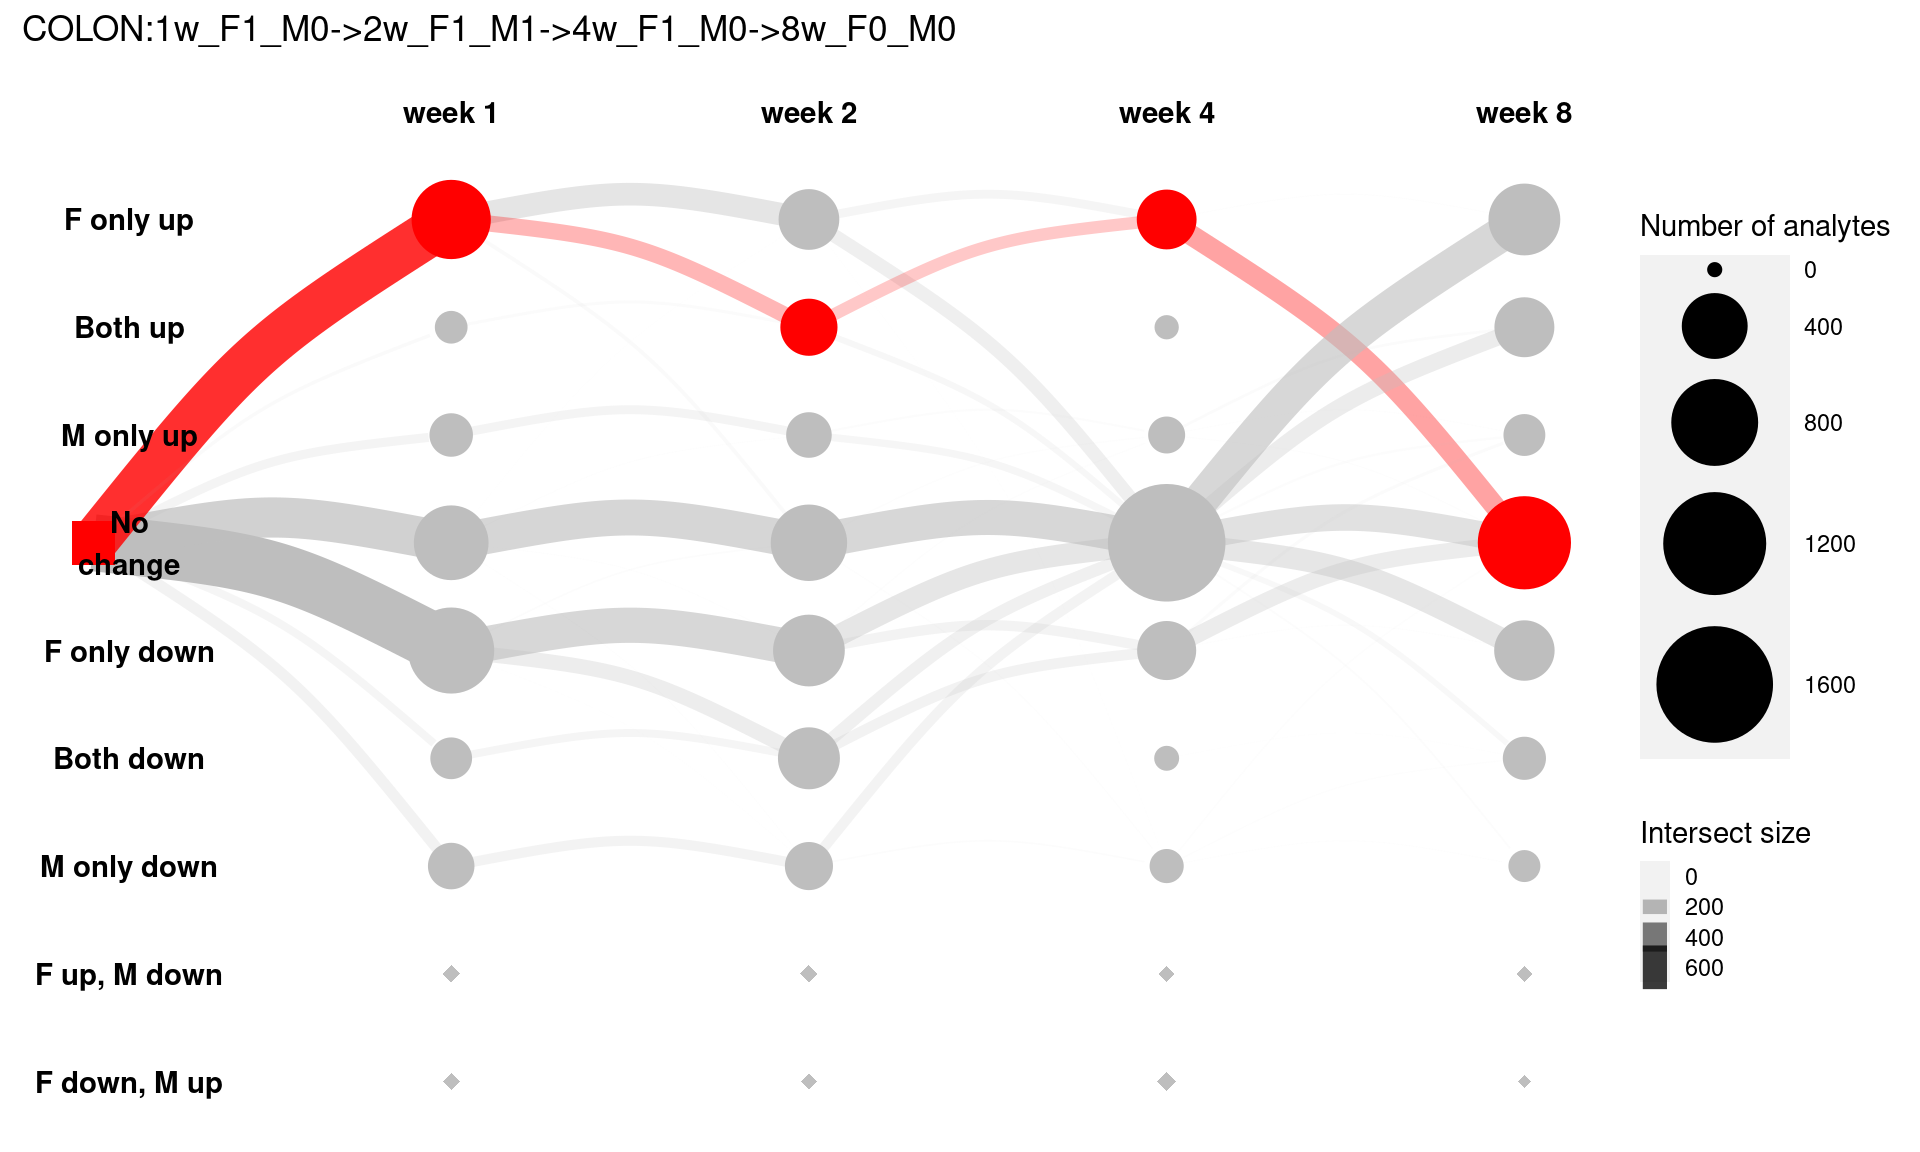 COLON:1w_F1_M0->2w_F1_M1->4w_F1_M0->8w_F0_M0
week 1
week 2
week 4
week 8
F only up
Both up
M only up
No
change
F only down
Both down
M only down
F up, M down
F down, M up
Number of analytes
0
400
800
1200
1600
Intersect size
0
200
400
600